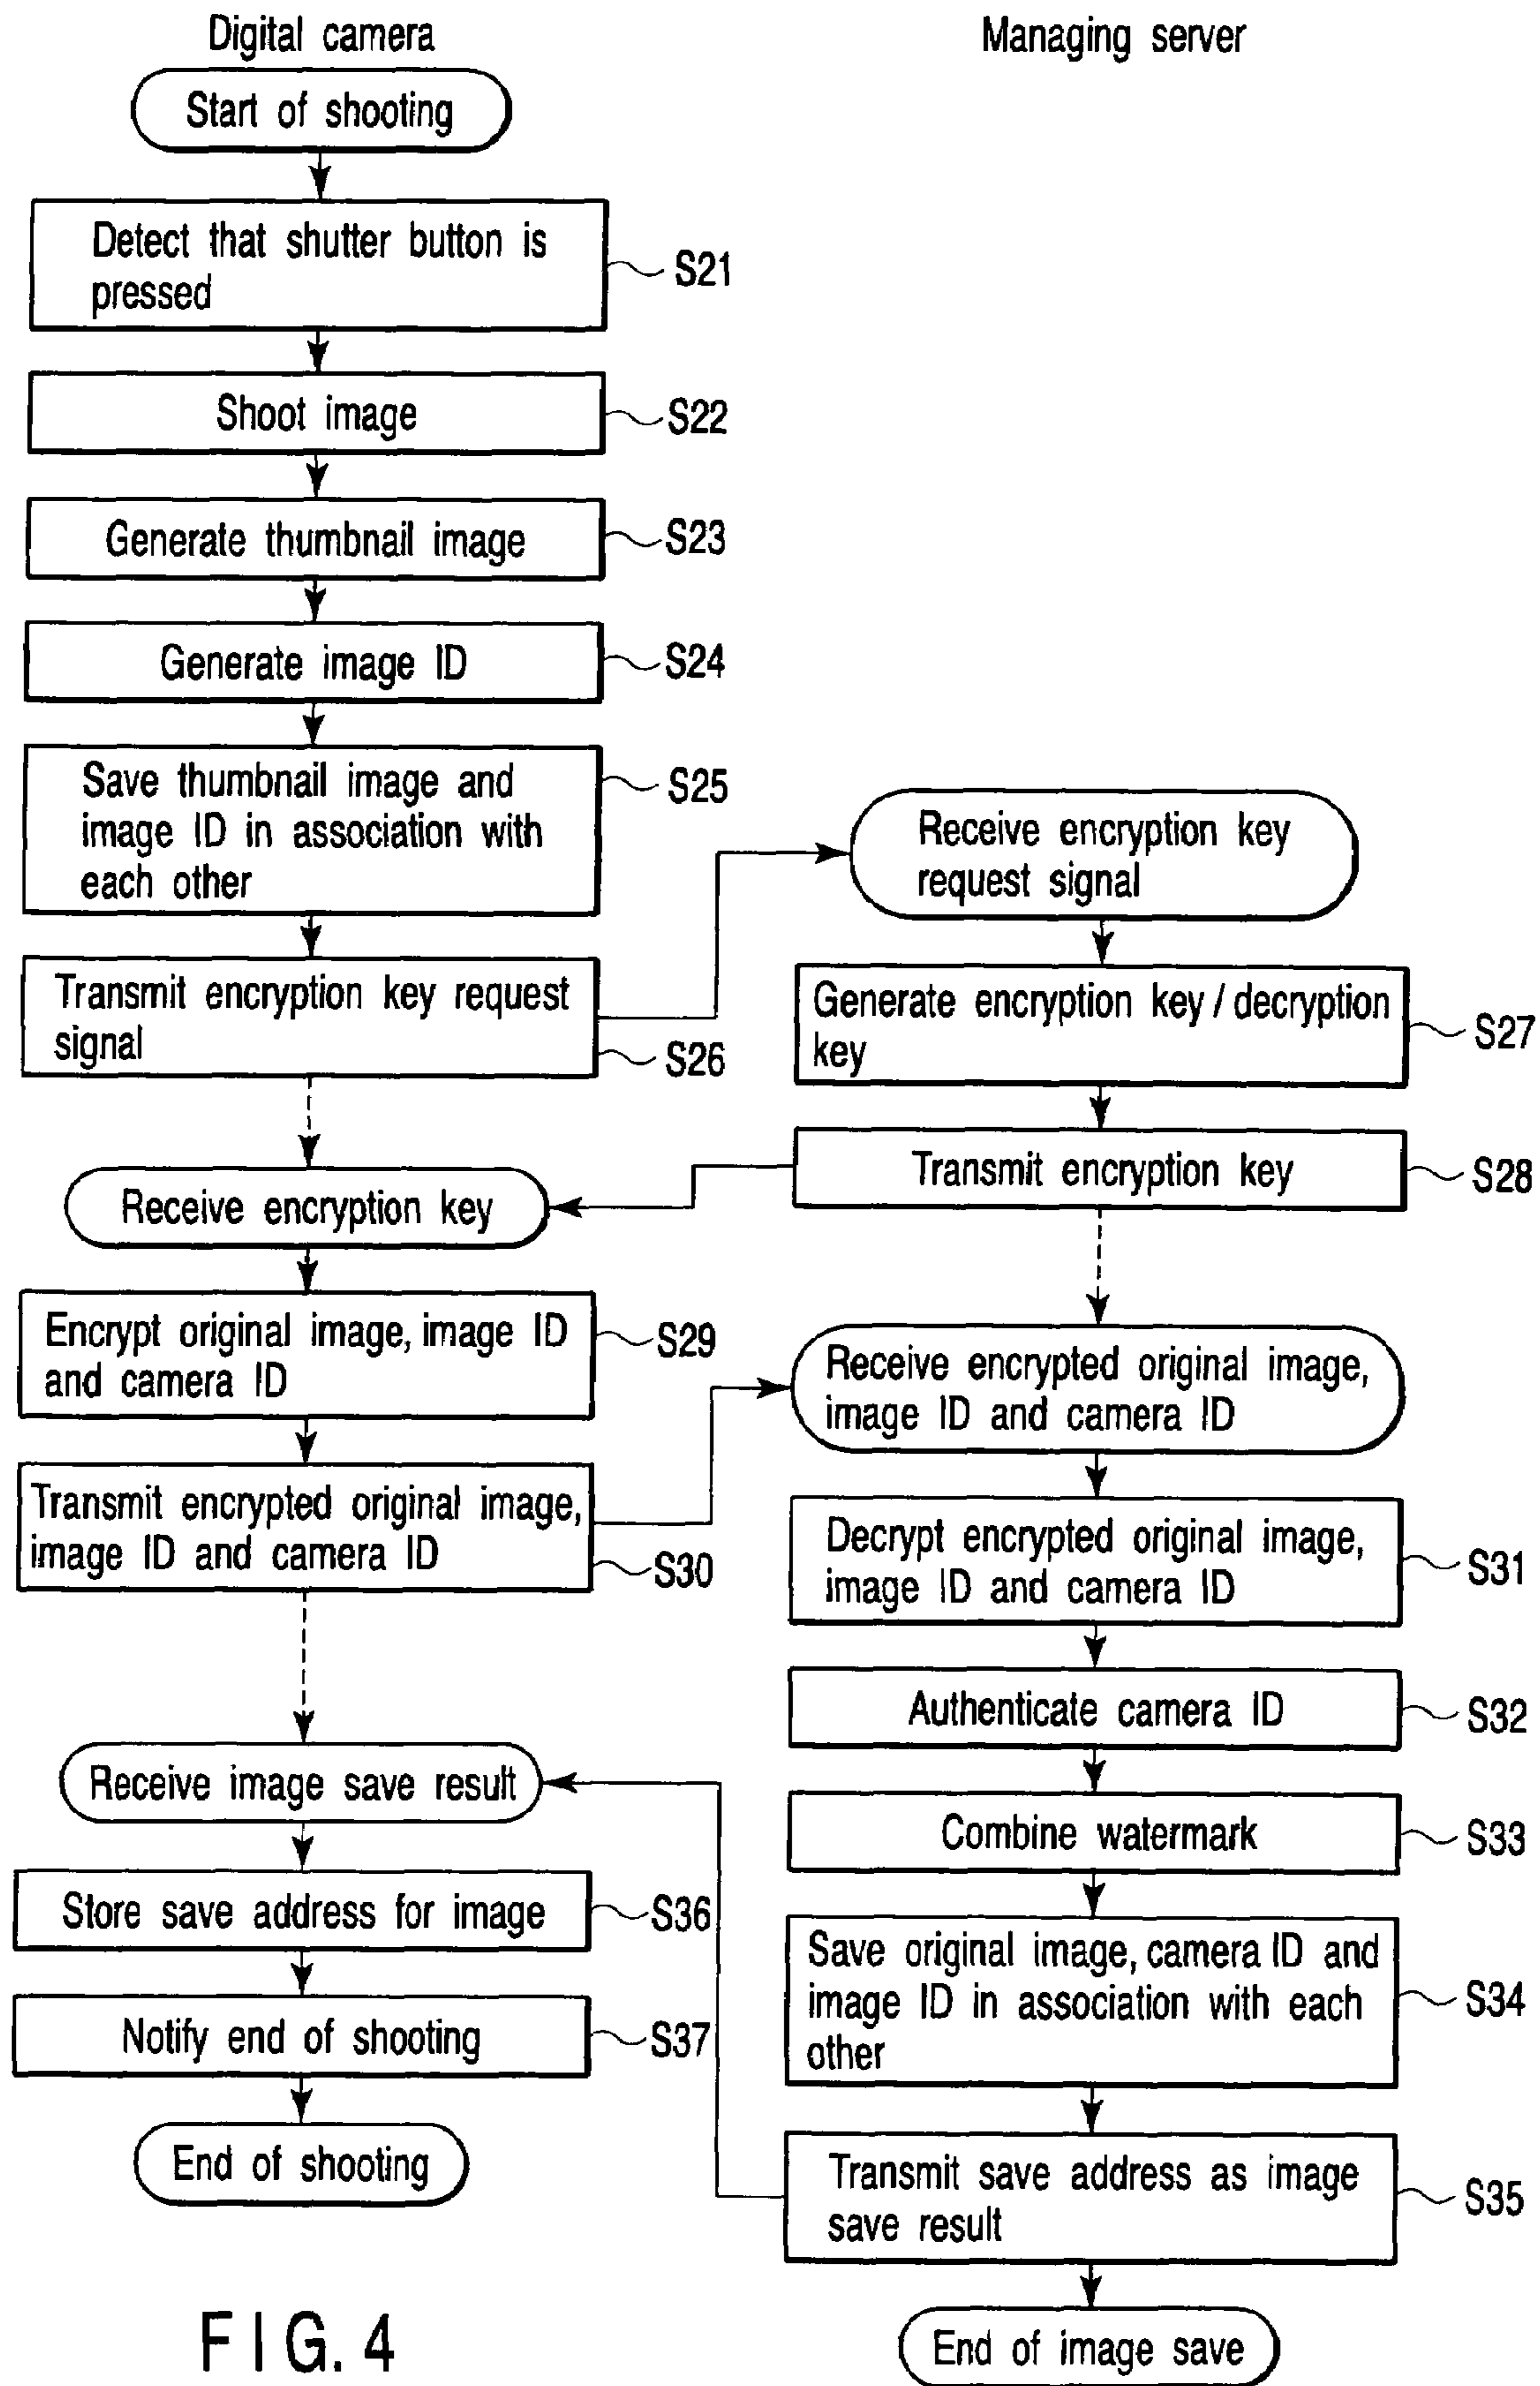 Digital camera
Start of shooting
Detect that shutter button is
pressed
S21
Shoot image
S22
Generate thumbnail image
S23
Generate image ID
S24
Save thumbnail image and
image ID in association with
each other
S25
Transmit encryption key request
signal
S26
Receive encryption key
Encrypt original image, image ID
and camera ID
S29
Transmit encrypted original image,
image ID and camera ID
S30
Receive image save result
Store save address for image
S36
Notify end of shooting
S37
End of shooting
Managing server
Receive encryption key
request signal
Generate encryption key / decryption
key
S27
Transmit encryption key
S28
Receive encrypted original image,
image ID and camera ID
Decrypt encrypted original image,
image ID and camera ID
S31
Authenticate camera ID
S32
Combine watermark
S33
Save original image, camera ID and
image ID in association with each
other
S34
Transmit save address as image
save result
S35
End of image save
FIG. 4